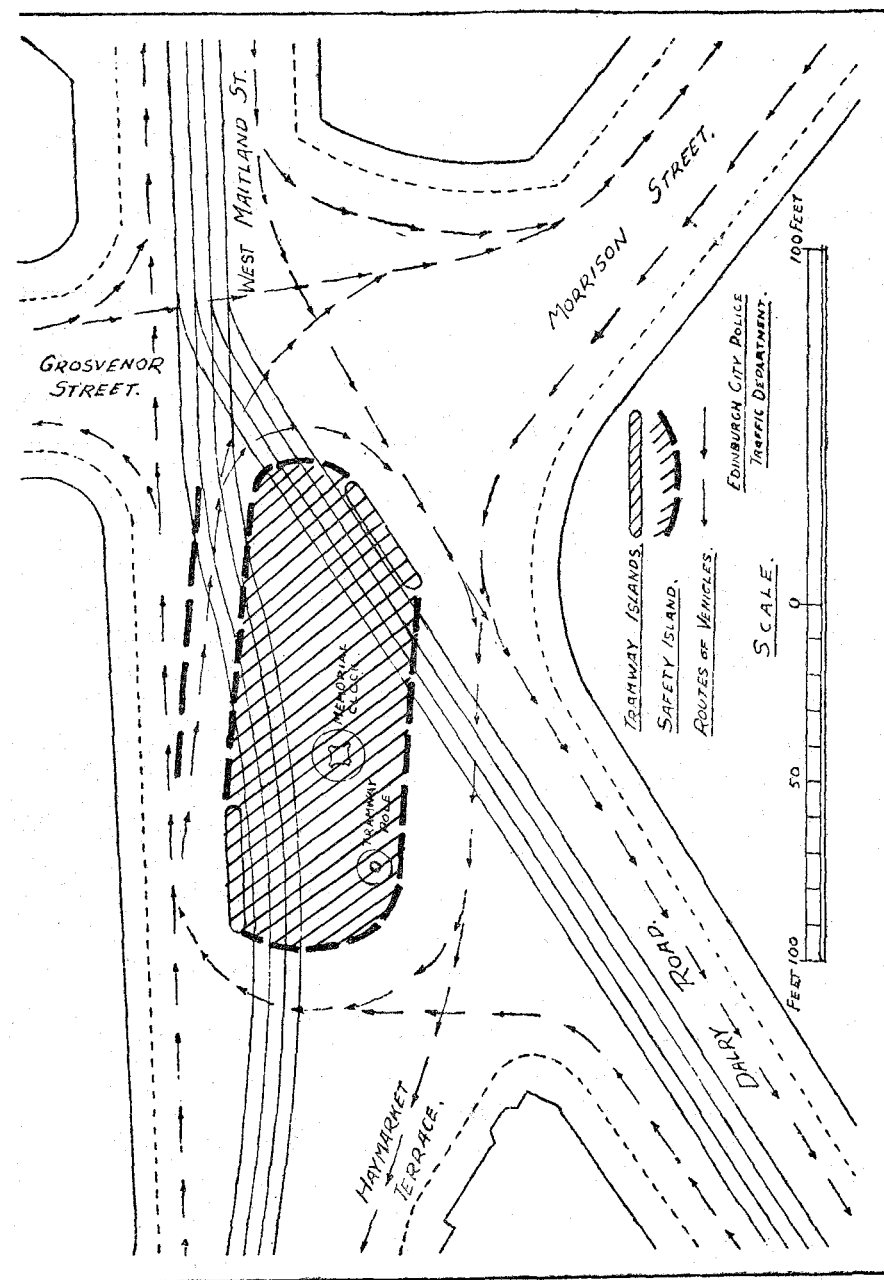 WEST MAITLAND ST.
GROSVENOR
STREET.
MORRISON
STREET.
MEMORIAL
CLOCK
TRAMWAY
POLE
HAYMARKET
TERRACE.
DALRY
ROAD.
TRAMWAY ISLANDS.
SAFETY ISLAND.
ROUTES OF VEHICLES.
EDINBURGH CITY POLICE
TRAFFIC DEPARTMENT.
SCALE.
FEET 100
50
0
100 FEET